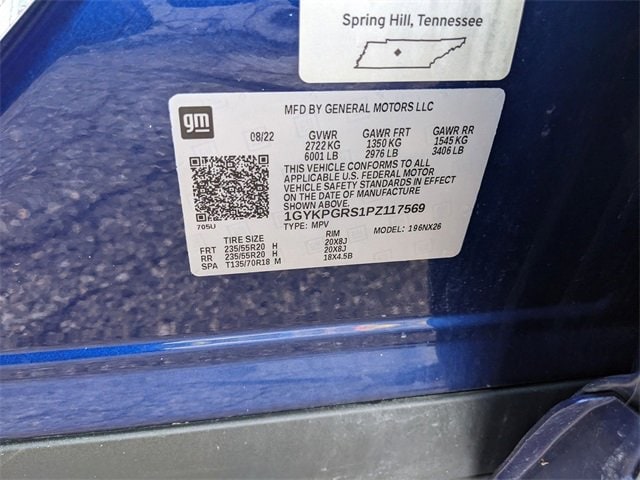 Spring Hill, Tennessee
gm
MFD BY GENERAL MOTORS LLC
08/22 GVWR GAWR FRT GAWR RR
2722 KG 1350 KG 1545 KG
6001 LB 2976 LB 3406 LB
THIS VEHICLE CONFORMS TO ALL
APPLICABLE U.S. FEDERAL MOTOR
VEHICLE SAFETY STANDARDS IN EFFECT
ON THE DATE OF MANUFACTURE
SHOWN ABOVE.
1GYKPGRS1PZ117569
705U TYPE: MPV MODEL: 196NX26
TIRE SIZE RIM
FRT 235/55R20 H 20X8J
RR 235/55R20 H 20X8J
SPA T135/70R18 M 18X4.5B